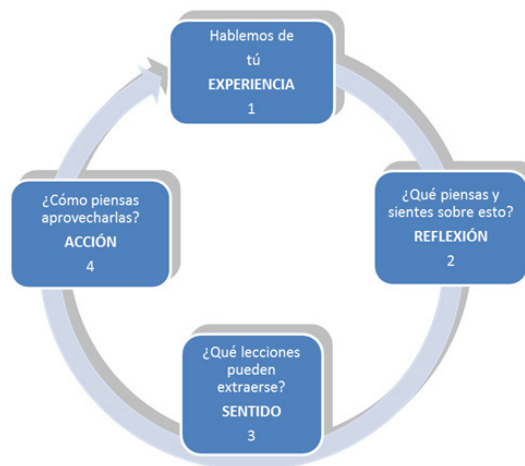 Hablemos de
tú
EXPERIENCIA
1
¿Qué piensas y
sientes sobre esto?
REFLEXIÓN
2
¿Qué lecciones
pueden
extraerse?
SENTIDO
3
¿Cómo piensas
aprovecharlas?
ACCIÓN
4